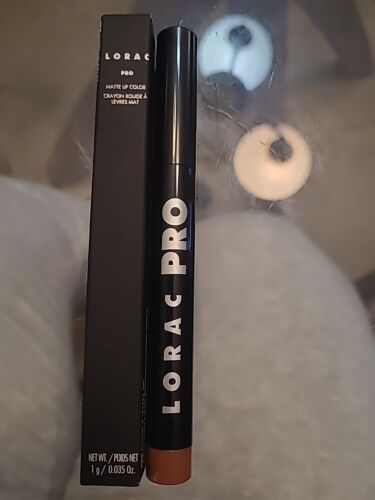 LORAC
PRO
MATTE LIP COLOR
CRAYON ROUGE À
LÈVRES MAT
NET WT. / POIDS NET
1 g / 0.035 Oz.
LORAC PRO